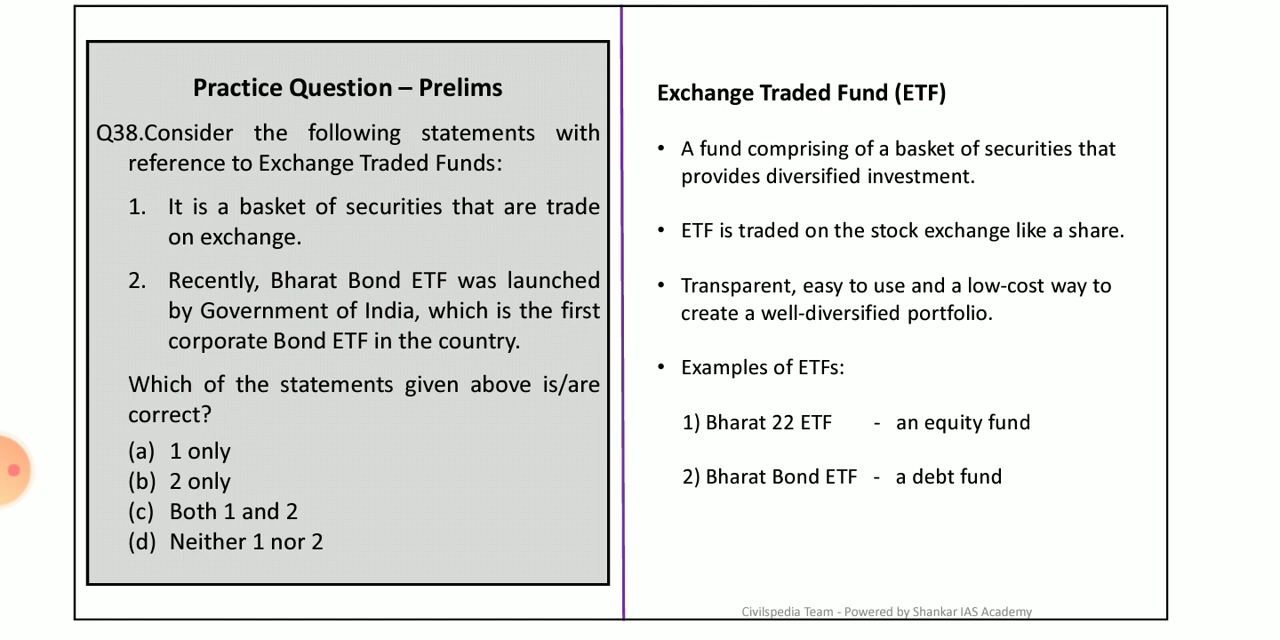 Practice Question – Prelims
Q38.Consider the following statements with
reference to Exchange Traded Funds:
1. It is a basket of securities that are trade
on exchange.
2. Recently, Bharat Bond ETF was launched
by Government of India, which is the first
corporate Bond ETF in the country.
Which of the statements given above is/are
correct?
(a) 1 only
(b) 2 only
(c) Both 1 and 2
(d) Neither 1 nor 2
Exchange Traded Fund (ETF)
• A fund comprising of a basket of securities that
provides diversified investment.
• ETF is traded on the stock exchange like a share.
• Transparent, easy to use and a low-cost way to
create a well-diversified portfolio.
• Examples of ETFs:
1) Bharat 22 ETF - an equity fund
2) Bharat Bond ETF - a debt fund
Civilspedia Team - Powered by Shankar IAS Academy